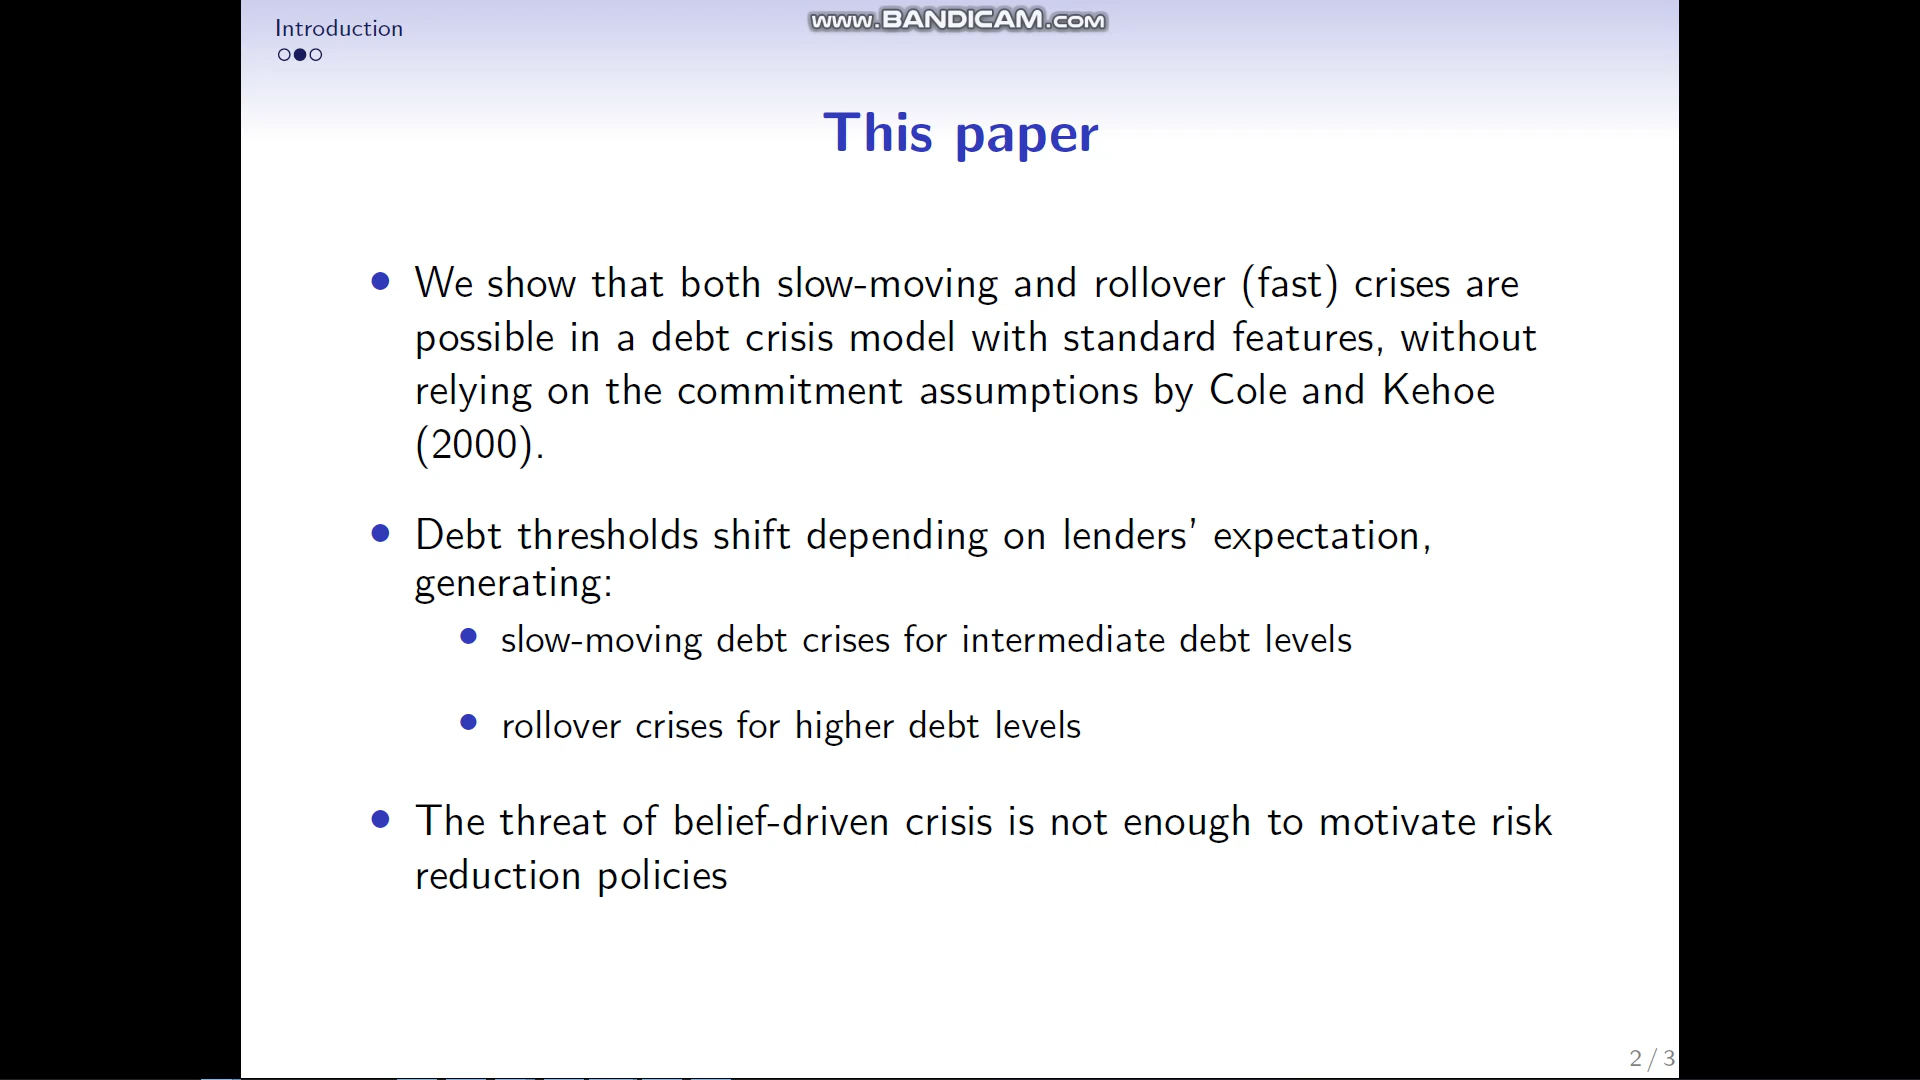 Introduction
www.BANDICAM.com
This paper
We show that both slow-moving and rollover (fast) crises are
possible in a debt crisis model with standard features, without
relying on the commitment assumptions by Cole and Kehoe
(2000).
Debt thresholds shift depending on lenders' expectation,
generating:
slow-moving debt crises for intermediate debt levels
rollover crises for higher debt levels
The threat of belief-driven crisis is not enough to motivate risk
reduction policies
2 / 3